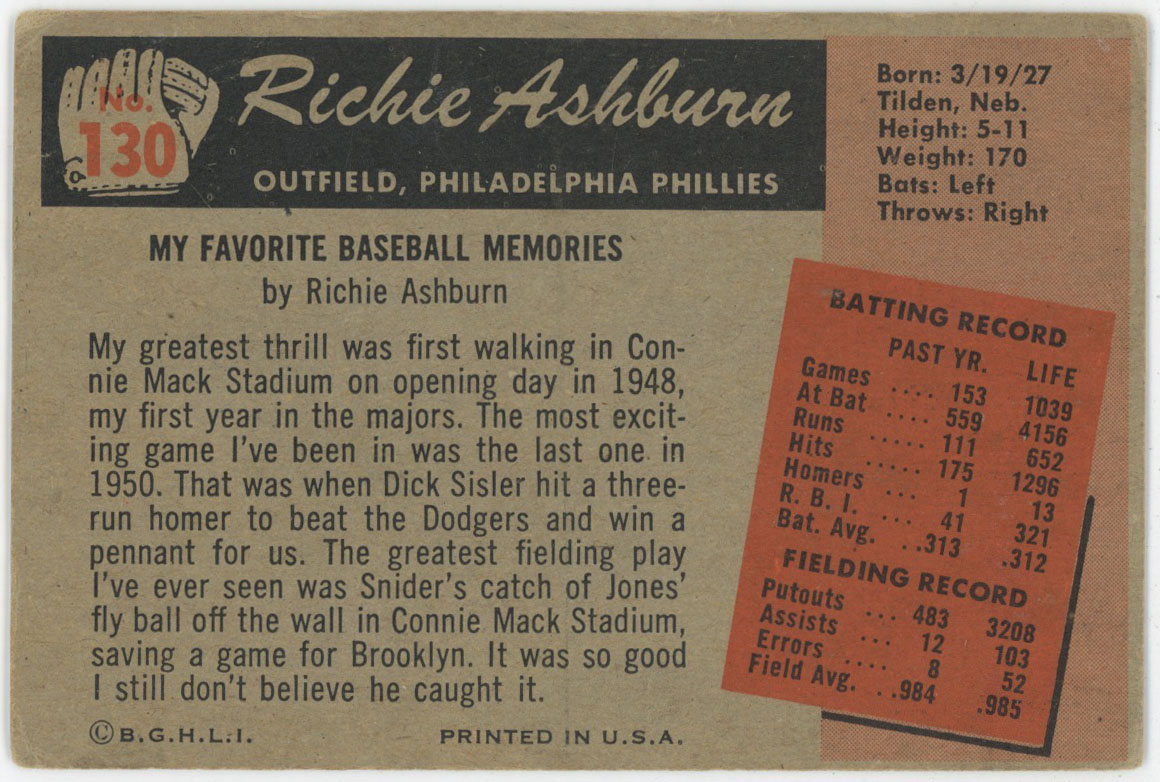 No.
130
Richie Ashburn
OUTFIELD, PHILADELPHIA PHILLIES
Born: 3/19/27
Tilden, Neb.
Height: 5-11
Weight: 170
Bats: Left
Throws: Right
MY FAVORITE BASEBALL MEMORIES
by Richie Ashburn
My greatest thrill was first walking in Con-
nie Mack Stadium on opening day in 1948,
my first year in the majors. The most excit-
ing game I've been in was the last one in
1950. That was when Dick Sisler hit a three-
run homer to beat the Dodgers and win a
pennant for us. The greatest fielding play
I've ever seen was Snider's catch of Jones'
fly ball off the wall in Connie Mack Stadium,
saving a game for Brooklyn. It was so good
I still don't believe he caught it.
BATTING RECORD
PAST YR. LIFE
Games .... 153 1039
At Bat .... 559 4156
Runs ..... 111 652
Hits ..... 175 1296
Homers ... 1 13
R. B. I. ... 41 321
Bat. Avg. ..313 .312
FIELDING RECORD
Putouts ... 483 3208
Assists ... 12 103
Errors .... 8 52
Field Avg. ..984 .985
© B.G.H.L.I. PRINTED IN U.S.A.